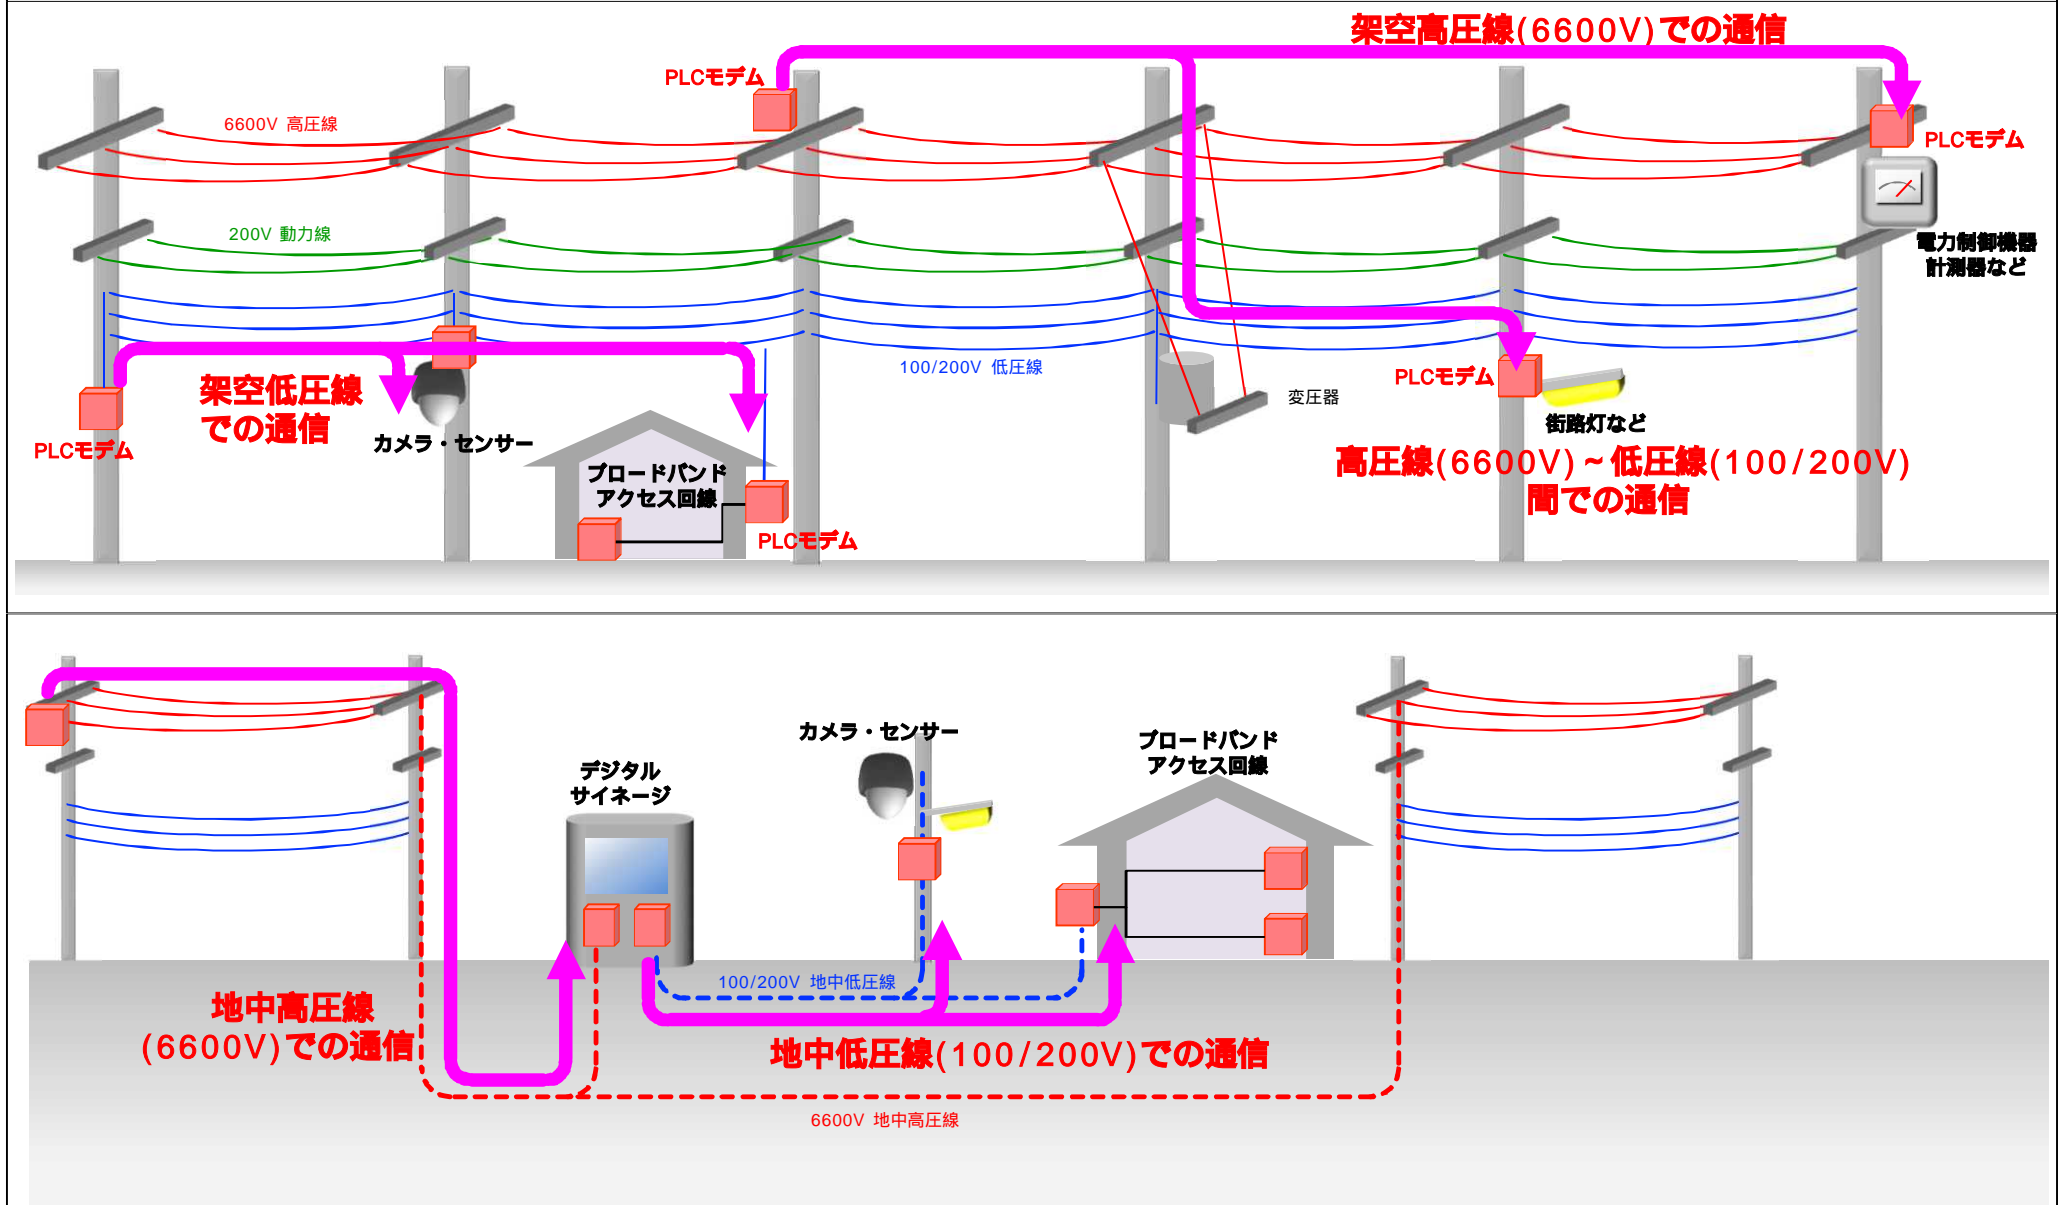 架空高圧線(6600V)での通信
PLCモデム
6600V 高圧線
PLCモデム
200V 動力線
電力制御機器
計測器など
100/200V 低圧線
架空低圧線
での通信
PLCモデム
カメラ・センサー
ブロードバンド
アクセス回線
PLCモデム
変圧器
PLCモデム
街路灯など
高圧線(6600V)~低圧線(100/200V)
間での通信
カメラ・センサー
ブロードバンド
アクセス回線
デジタル
サイネージ
100/200V 地中低圧線
地中高圧線
(6600V)での通信
地中低圧線(100/200V)での通信
6600V 地中高圧線